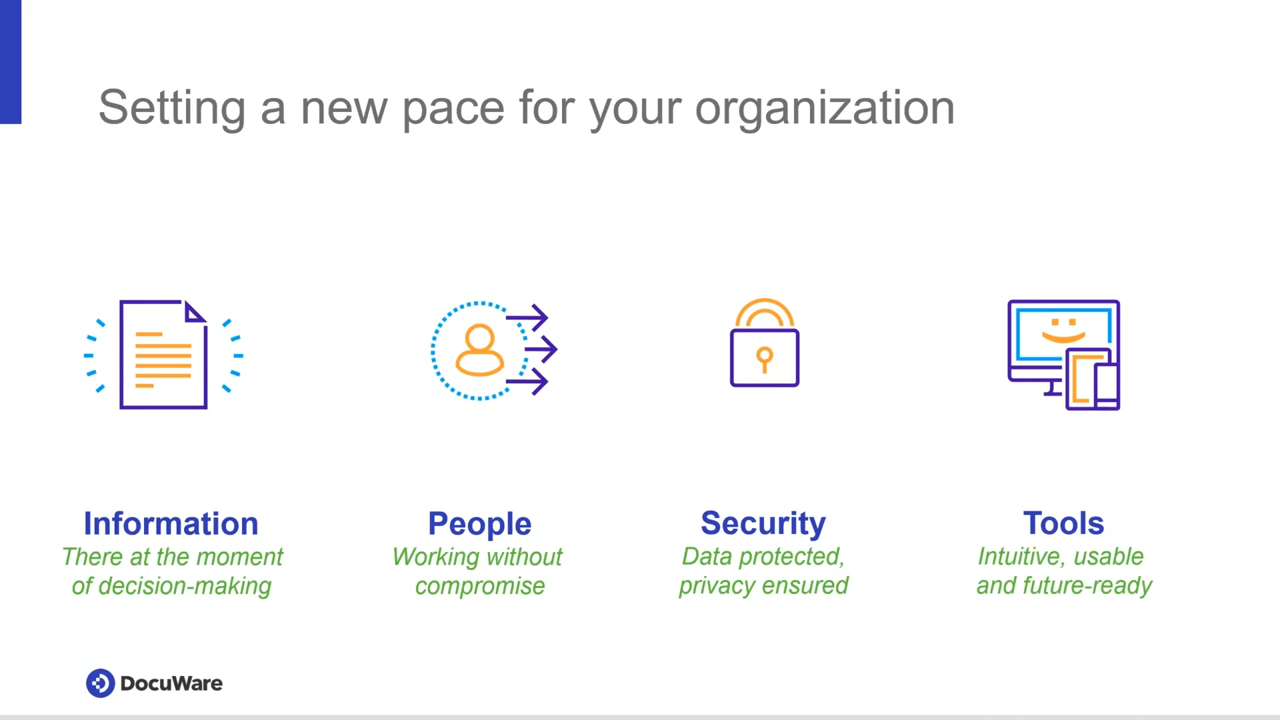 Setting a new pace for your organization
Information
There at the moment
of decision-making
People
Working without
compromise
Security
Data protected,
privacy ensured
Tools
Intuitive, usable
and future-ready
DocuWare